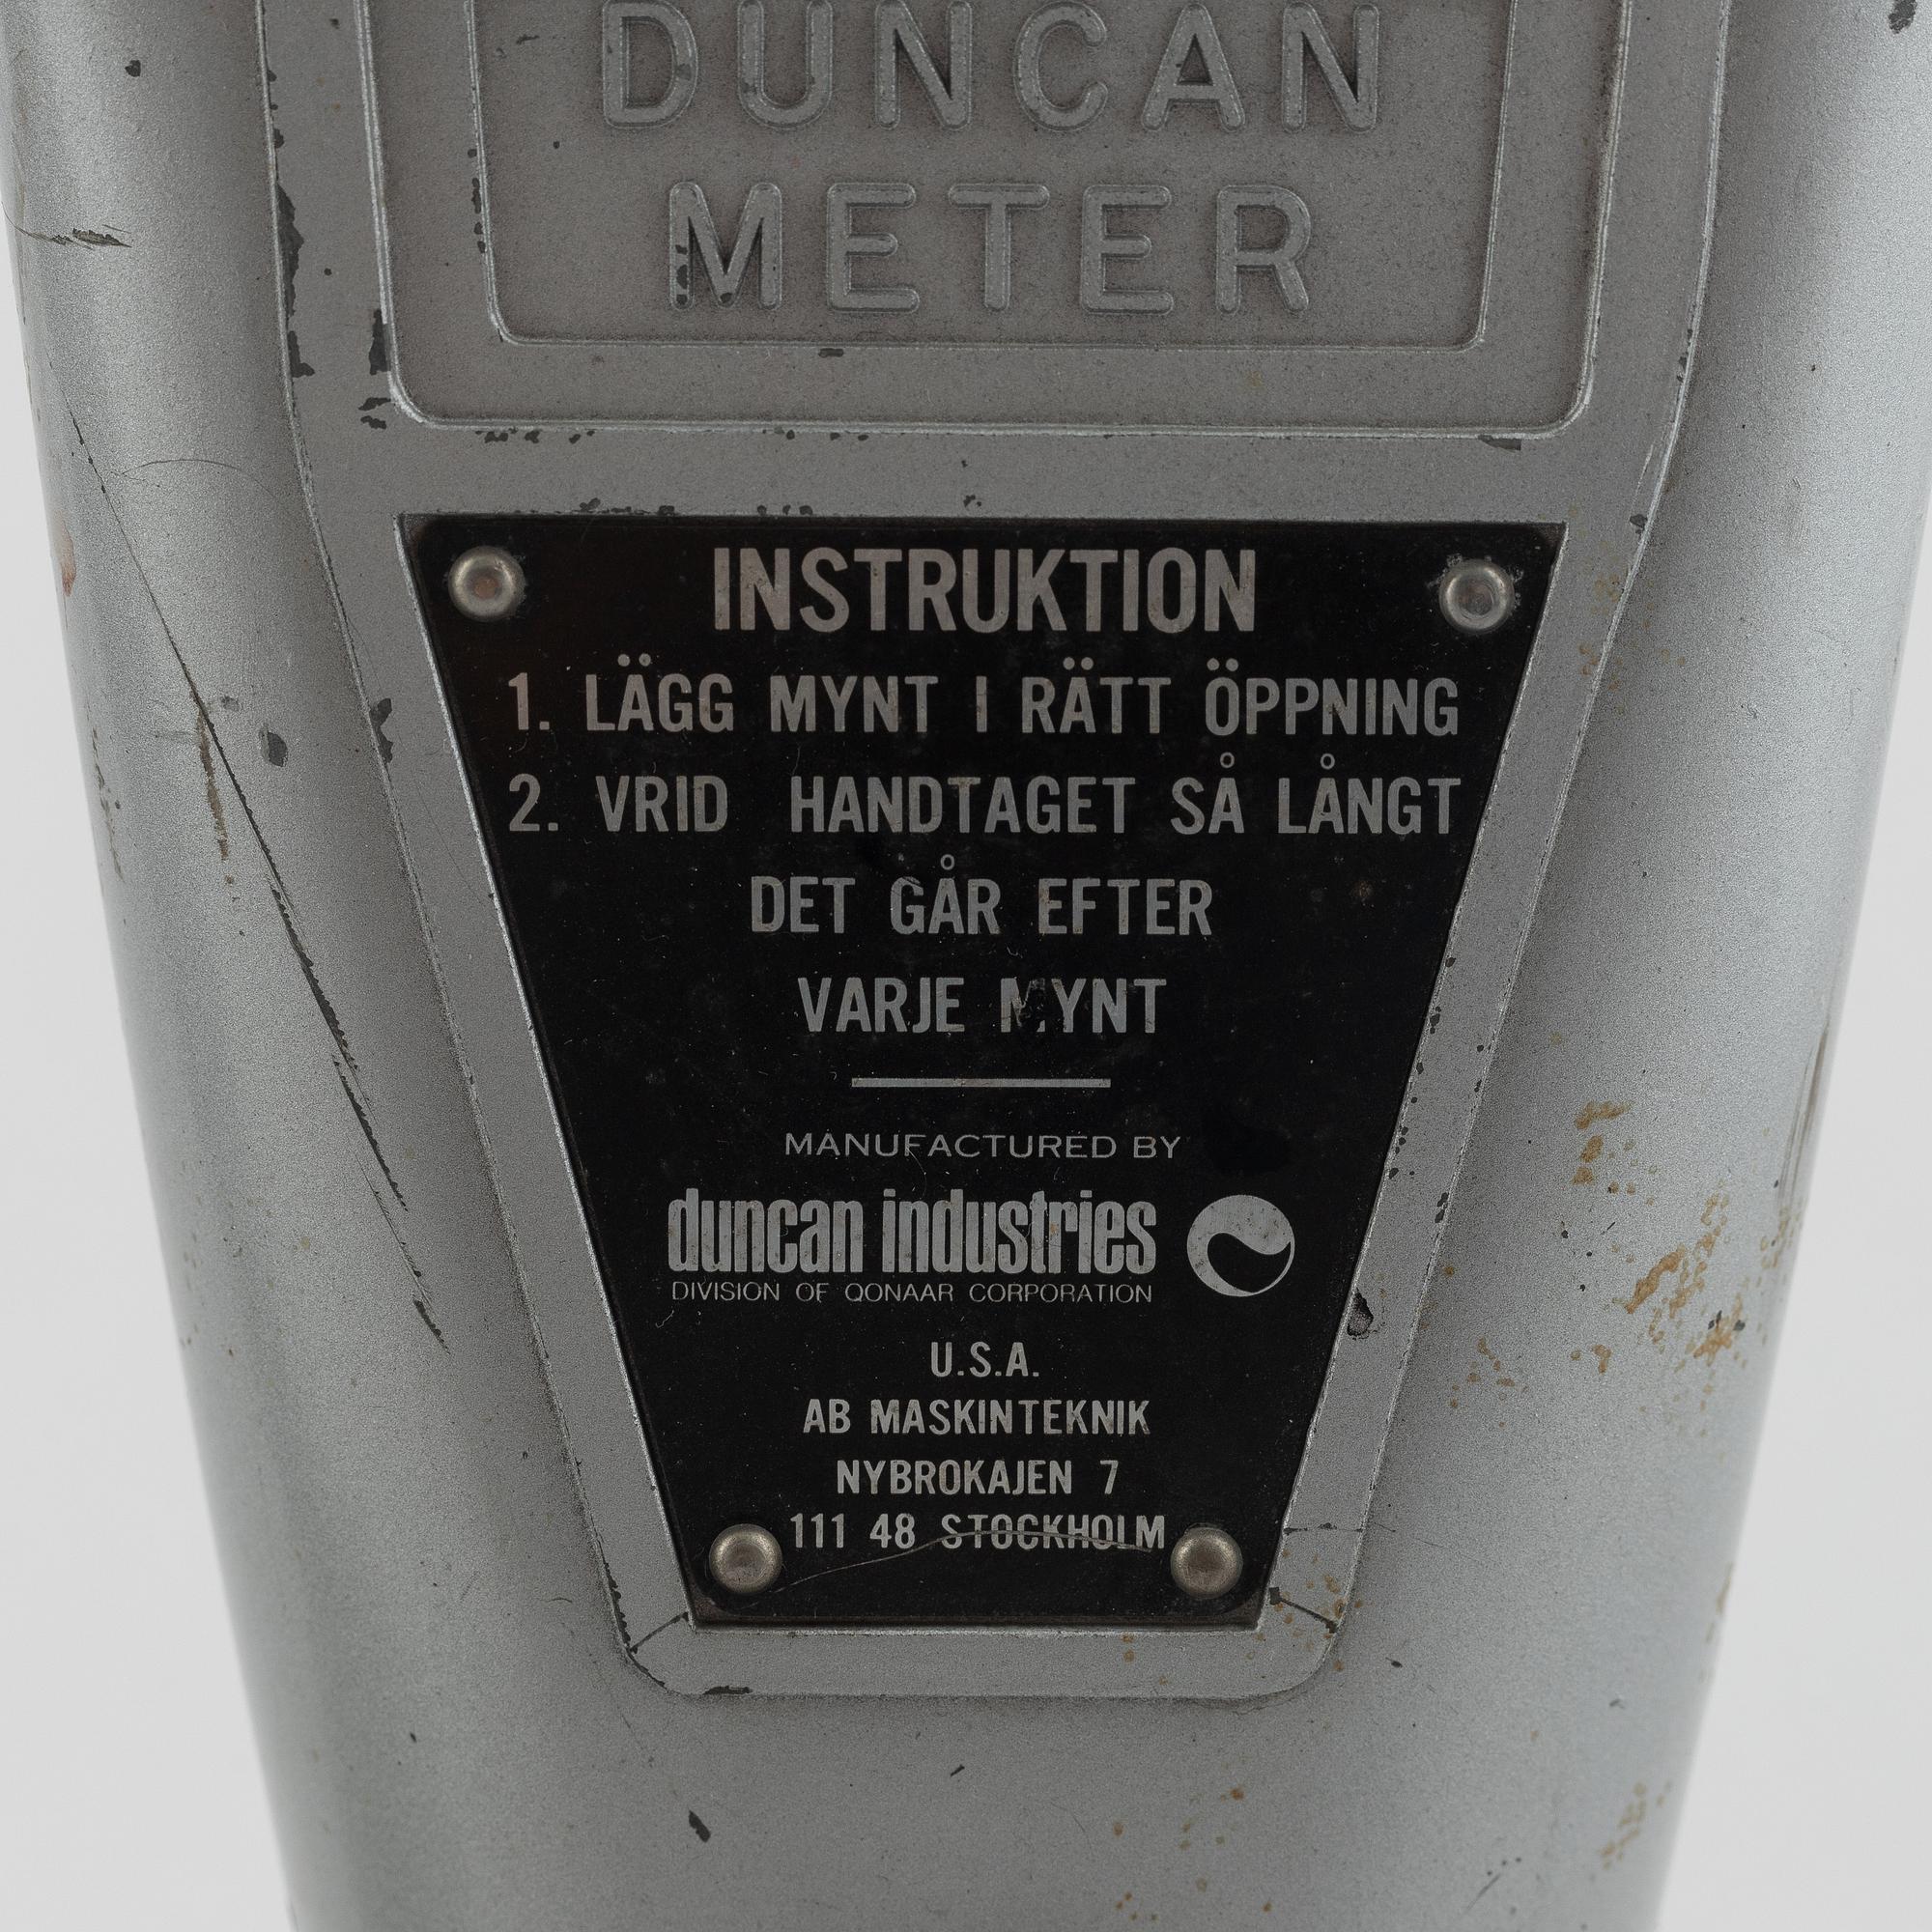 DUNCAN
METER
INSTRUKTION
1. LÄGG MYNT I RÄTT ÖPPNING
2. VRID HANDTAGET SÅ LÅNGT
DET GÅR EFTER
VARJE MYNT
MANUFACTURED BY
duncan industries
DIVISION OF QONAAR CORPORATION
U.S.A.
AB MASKINTEKNIK
NYBROKAJEN 7
111 48 STOCKHOLM